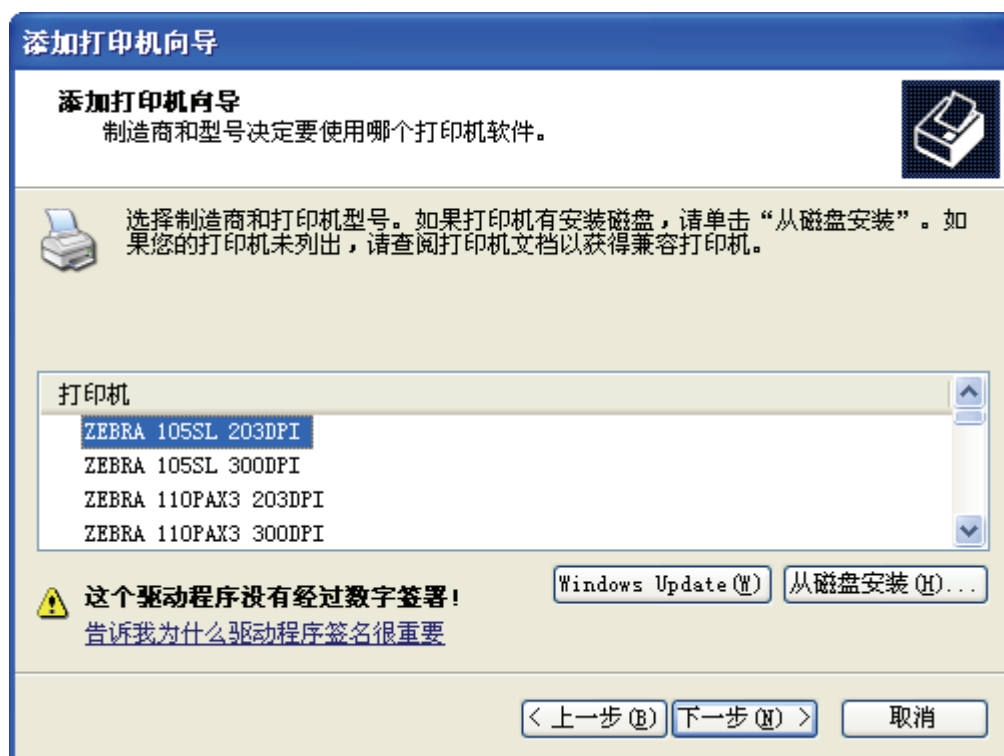 添加打印机向导
添加打印机向导
制造商和型号决定要使用哪个打印机软件。
选择制造商和打印机型号。如果打印机有安装磁盘，请单击“从磁盘安装”。如
果您的打印机未列出，请查阅打印机文档以获得兼容打印机。
打印机
ZEBRA 105SL 203DPI
ZEBRA 105SL 300DPI
ZEBRA 110PAX3 203DPI
ZEBRA 110PAX3 300DPI
这个驱动程序没有经过数字签署!
告诉我为什么驱动程序签名很重要
Windows Update(W)
从磁盘安装(H)...
< 上一步(B)
下一步(N) >
取消